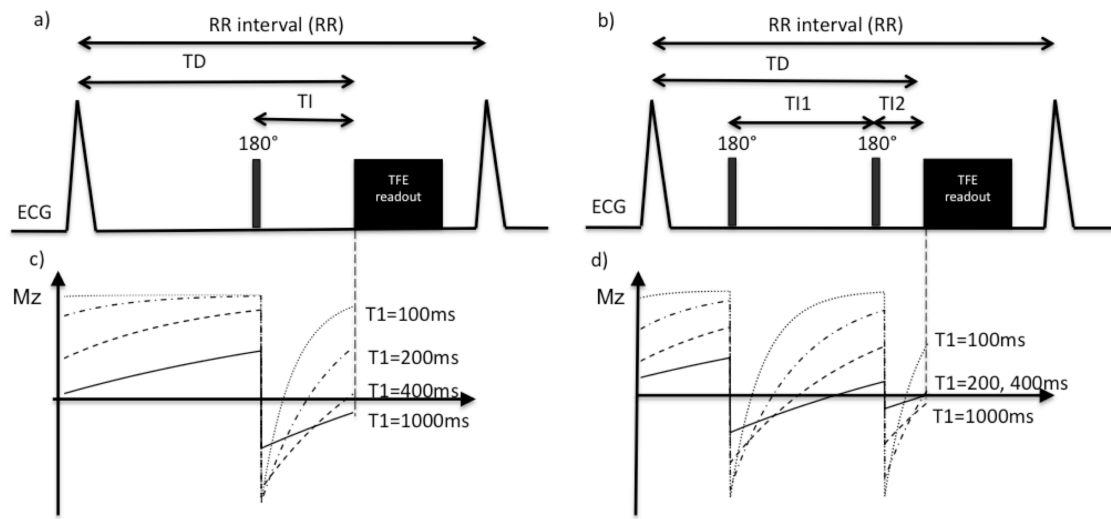 a)
RR interval (RR)
TD
TI
180°
TFE
readout
ECG
b)
RR interval (RR)
TD
TI1
TI2
180°
180°
TFE
readout
ECG
c)
Mz
T1=100ms
T1=200ms
T1=400ms
T1=1000ms
d)
Mz
T1=100ms
T1=200, 400ms
T1=1000ms